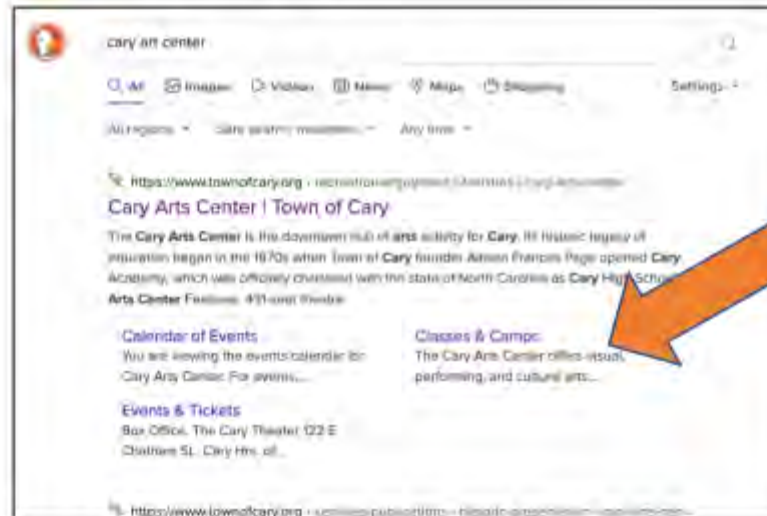 cary art center
All Images Videos News Maps Shopping Settings
All regions Any time
https://www.townofcary.org
Cary Arts Center | Town of Cary
The Cary Arts Center is the downtown hub of arts activity for Cary. Its historic legacy of
education began in the 1870s when Town of Cary founder Allison Francis Page opened Cary
Academy, which was officially chartered with the state of North Carolina as Cary High School
Arts Center Features: 431-seat theatre
Calendar of Events
You are viewing the events calendar for
Cary Arts Center. For events,...
Classes & Camps
The Cary Arts Center offers visual,
performing, and cultural arts...
Events & Tickets
Box Office. The Cary Theater 122 E
Chatham St. Cary Hrs. of...
https://www.townofcary.org